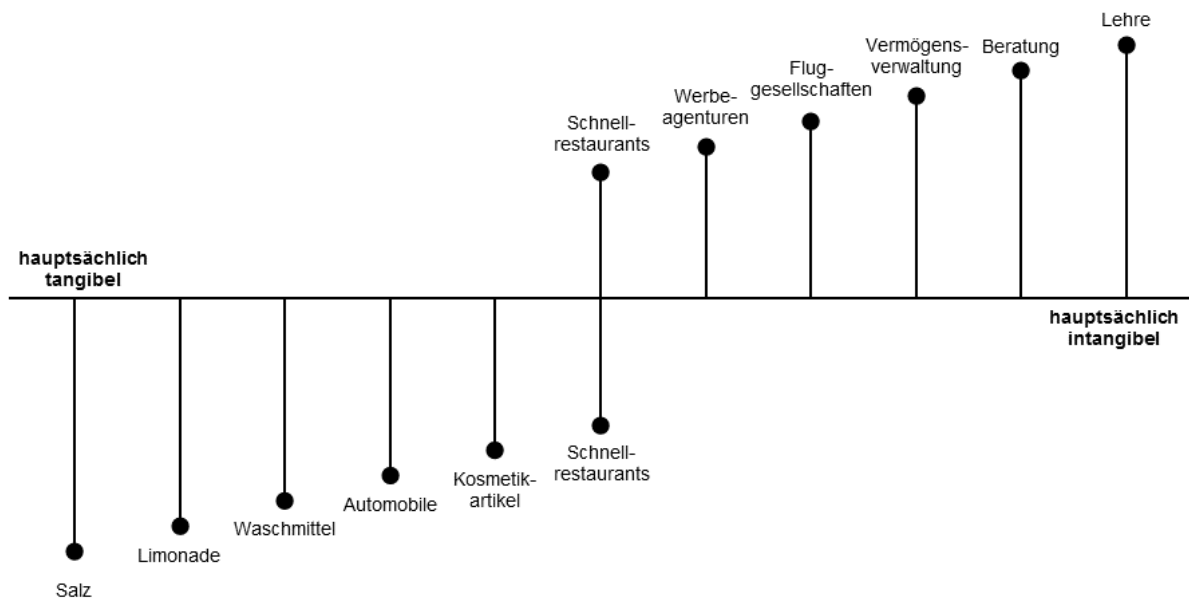 Lehre
Vermögens-
verwaltung
Beratung
Flug-
gesellschaften
Werbe-
agenturen
Schnell-
restaurants
hauptsächlich
tangibel
hauptsächlich
intangibel
Schnell-
restaurants
Kosmetik-
artikel
Automobile
Waschmittel
Limonade
Salz